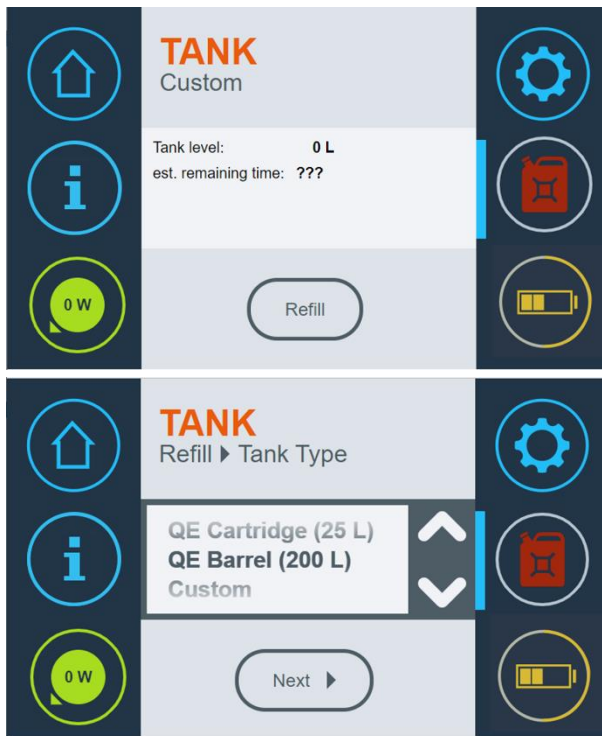 TANK
Custom
Tank level: 0 L
est. remaining time: ???
i
0 W
Refill
TANK
Refill ▶ Tank Type
QE Cartridge (25 L)
QE Barrel (200 L)
Custom
i
0 W
Next ▶